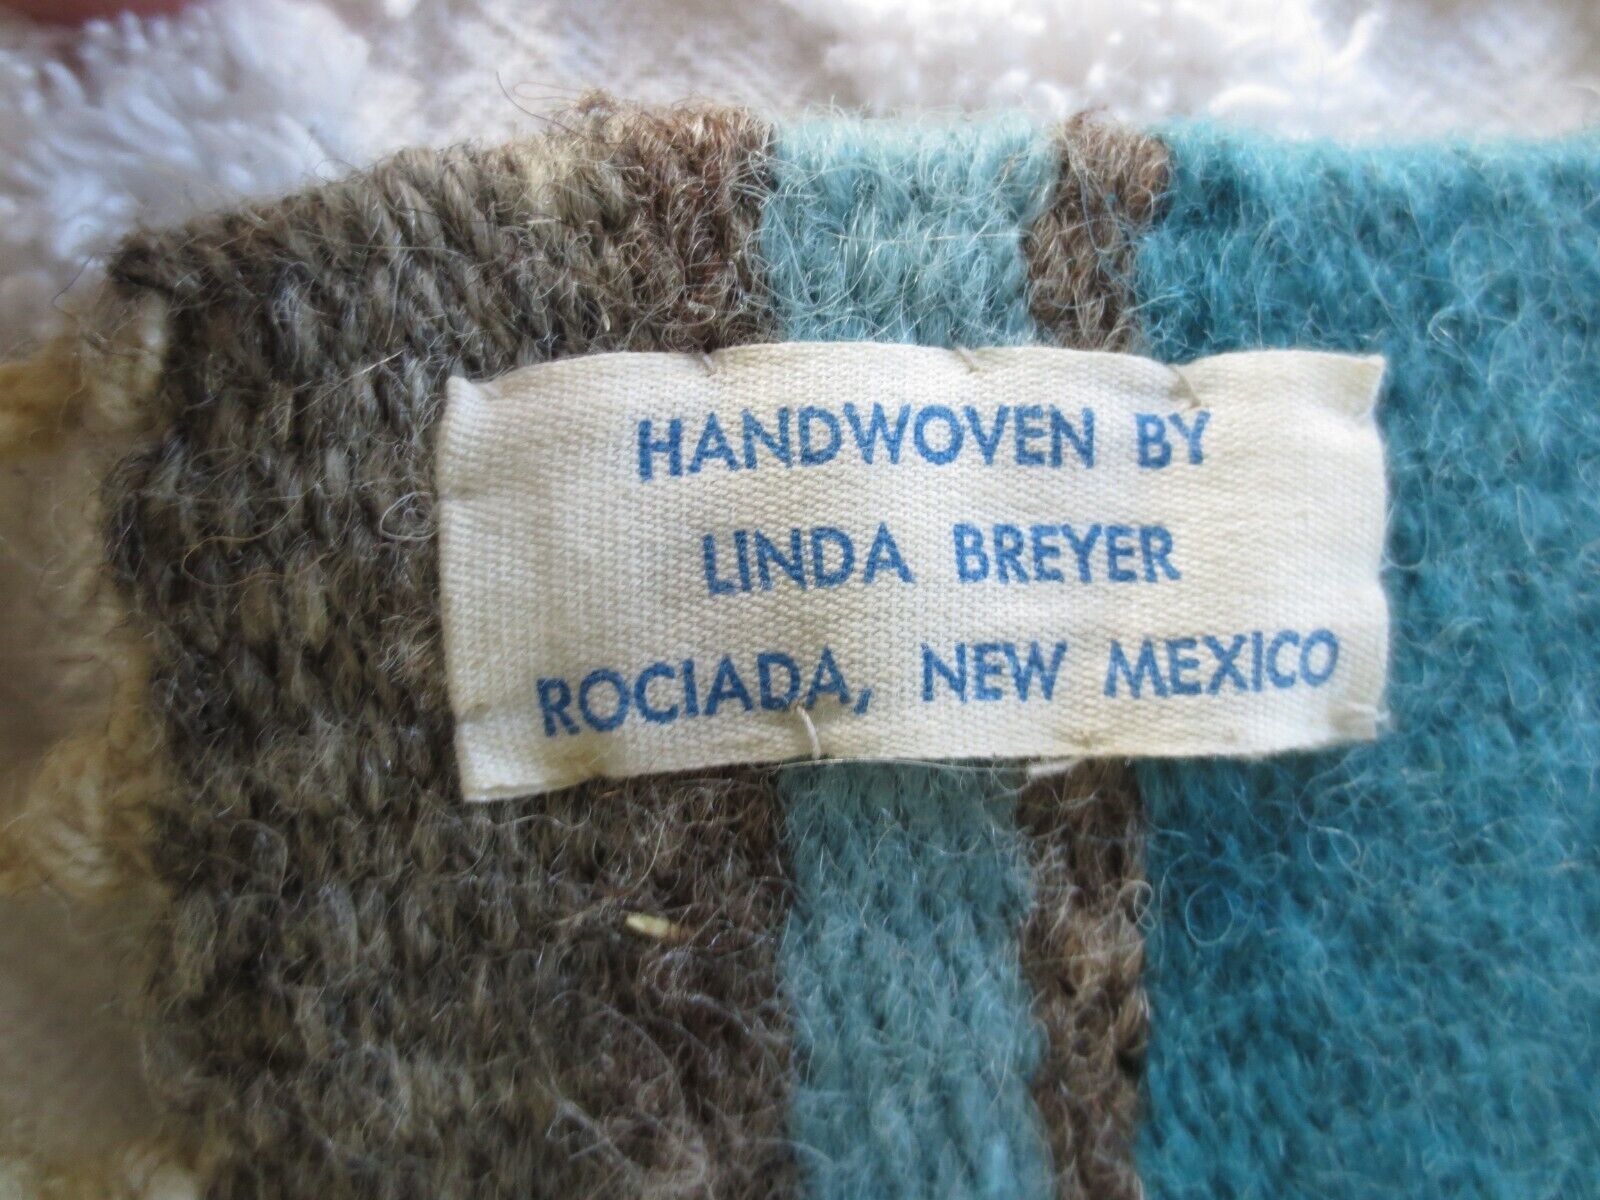 HANDWOVEN BY
LINDA BREYER
ROCIADA, NEW MEXICO